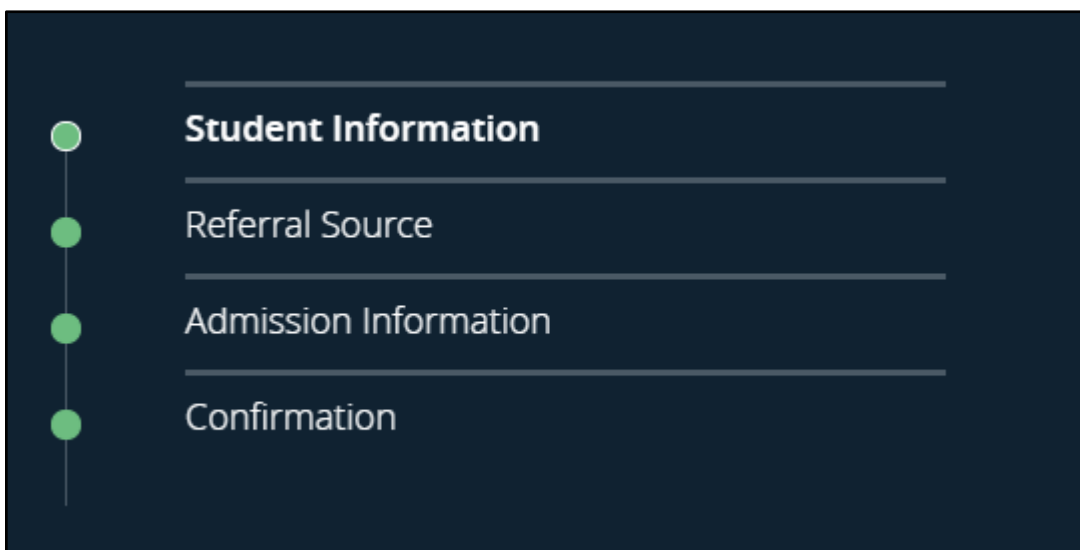 Student Information
Referral Source
Admission Information
Confirmation